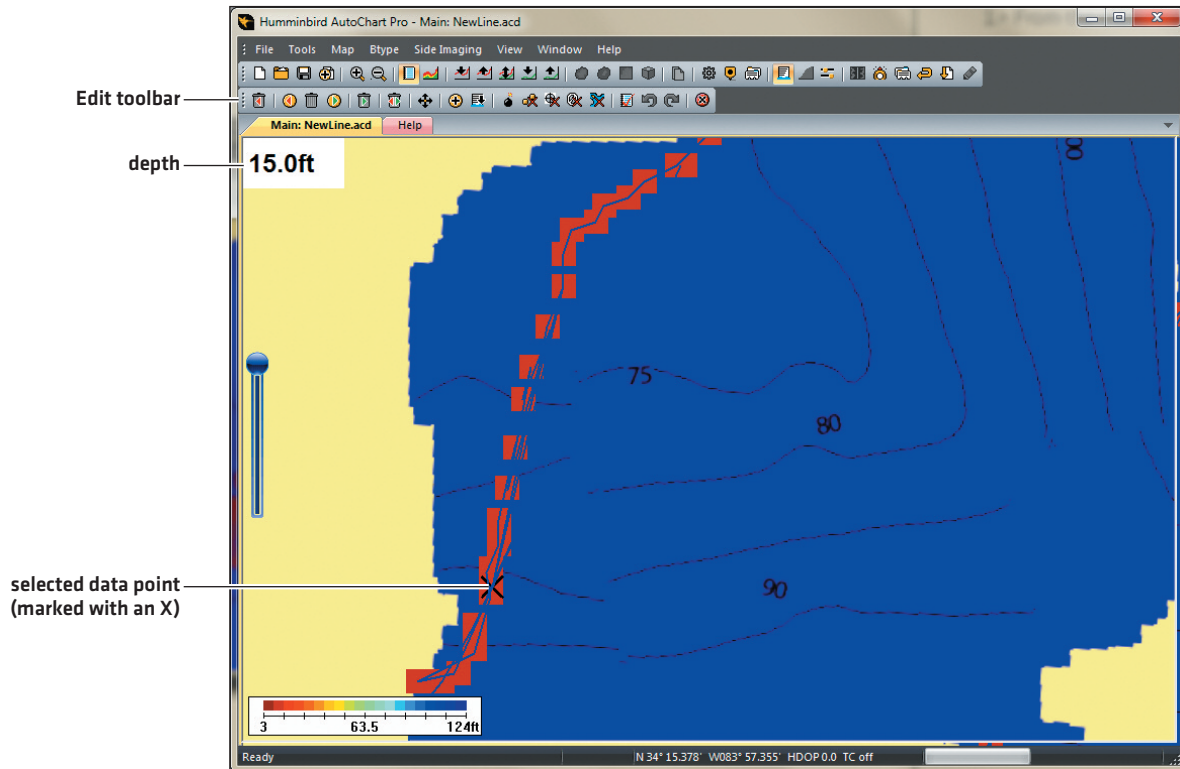 Humminbird AutoChart Pro - Main: NewLine.acd
File Tools Map Btype Side Imaging View Window Help
Edit toolbar
Main: NewLine.acd Help
depth
15.0ft
00
75
80
selected data point
(marked with an X)
90
3 63.5 124ft
Ready N 34° 15.378' W083° 57.355' HDOP 0.0 TC off